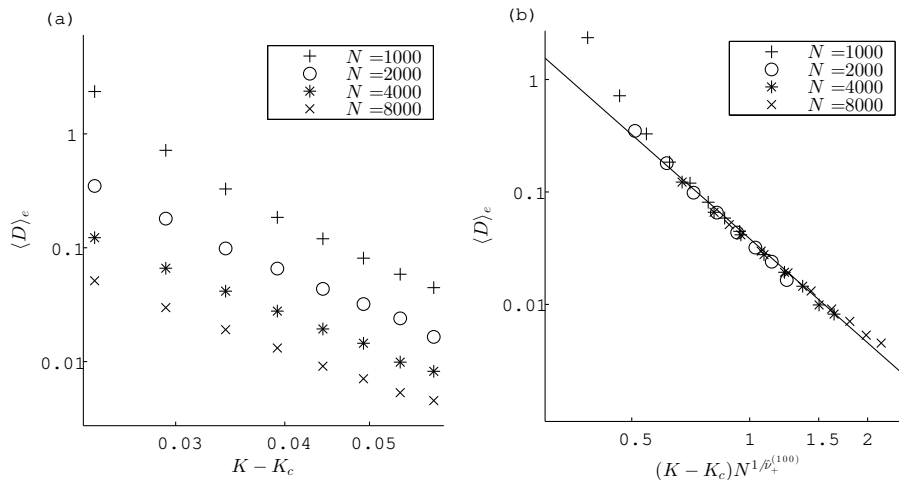 (a)
N =1000
N =2000
N =4000
N =8000
1
0.1
0.01
⟨D⟩e
0.03
0.04
0.05
K − Kc
(b)
N =1000
N =2000
N =4000
N =8000
1
0.1
0.01
⟨D⟩e
0.5
1
1.5
2
(K − Kc)N^{1/ν̄_+^{(100)}}